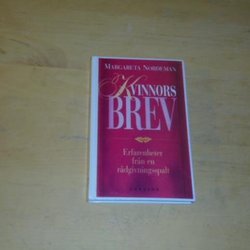 MARGARETA NORDEMAN
KVINNORS
BREV
Erfarenheter
från en
rådgivningsspalt